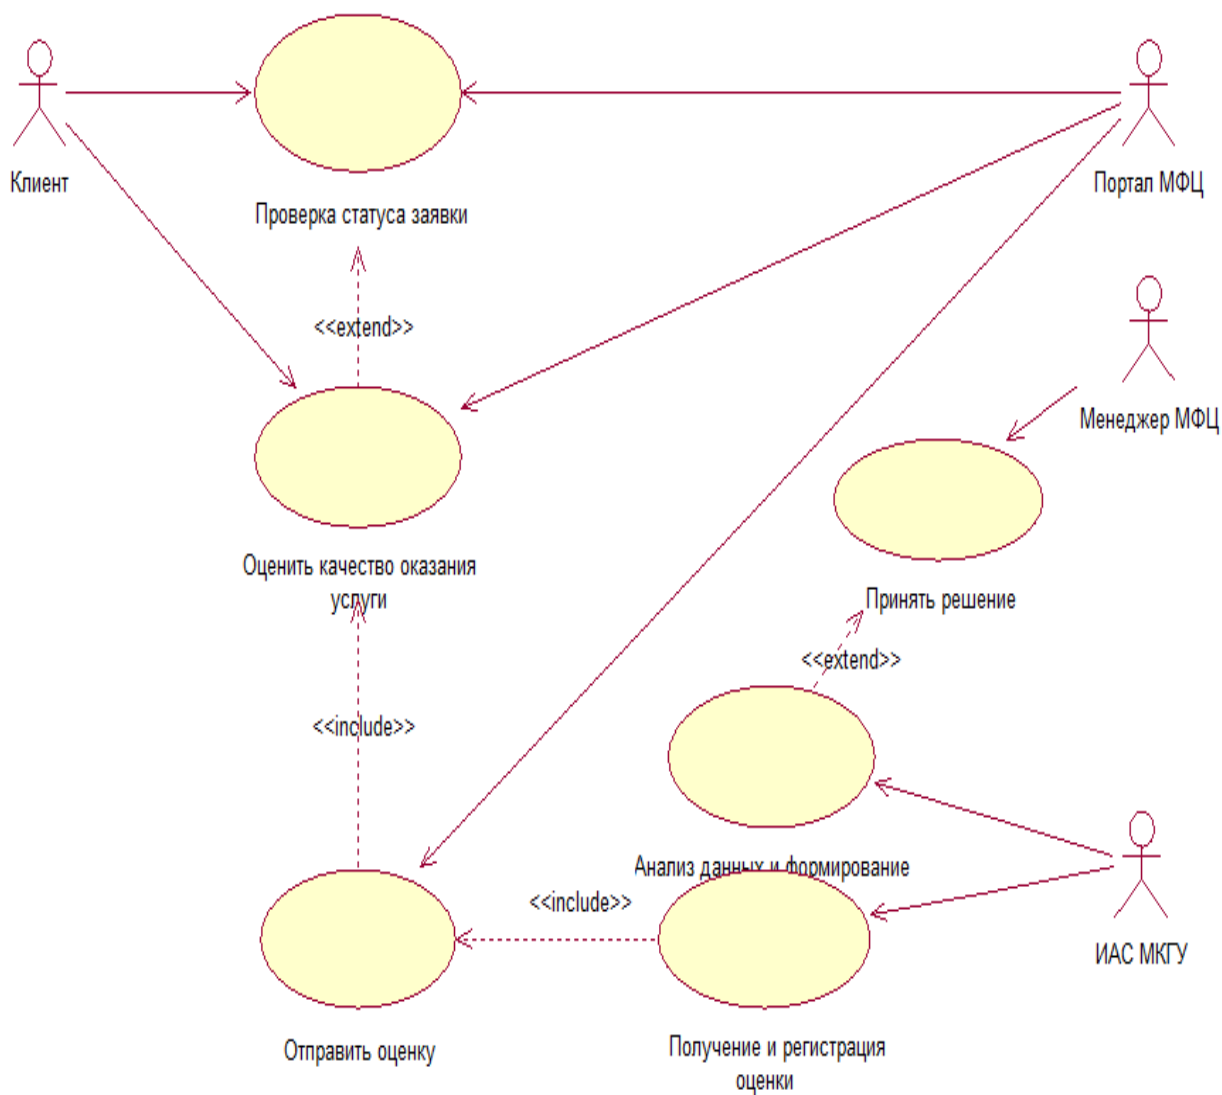 Клиент
Портал МФЦ
Проверка статуса заявки
<<extend>>
Менеджер МФЦ
Оценить качество оказания
услуги
Принять решение
<<extend>>
<<include>>
Анализ данных и формирование
<<include>>
ИАС МКГУ
Отправить оценку
Получение и регистрация
оценки